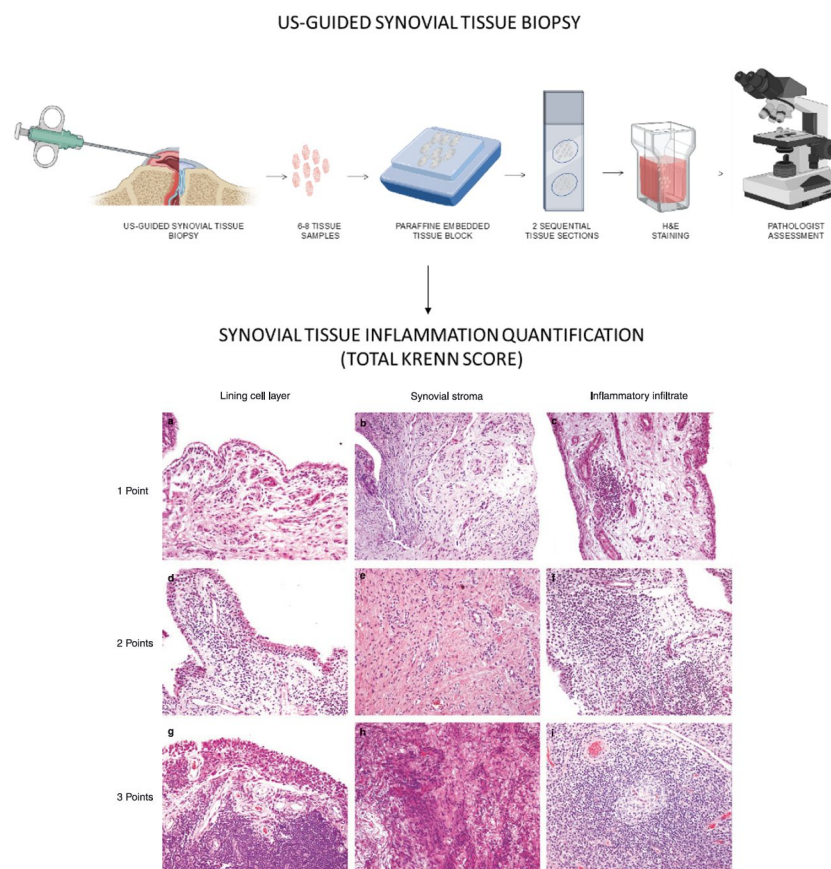 US-GUIDED SYNOVIAL TISSUE BIOPSY
US-GUIDED SYNOVIAL TISSUE
BIOPSY
6-8 TISSUE
SAMPLES
PARAFFINE EMBEDDED
TISSUE BLOCK
2 SEQUENTIAL
TISSUE SECTIONS
H&E
STAINING
PATHOLOGIST
ASSESSMENT
SYNOVIAL TISSUE INFLAMMATION QUANTIFICATION
(TOTAL KRENN SCORE)
Lining cell layer
Synovial stroma
Inflammatory infiltrate
1 Point
a
b
c
2 Points
d
e
f
3 Points
g
h
i